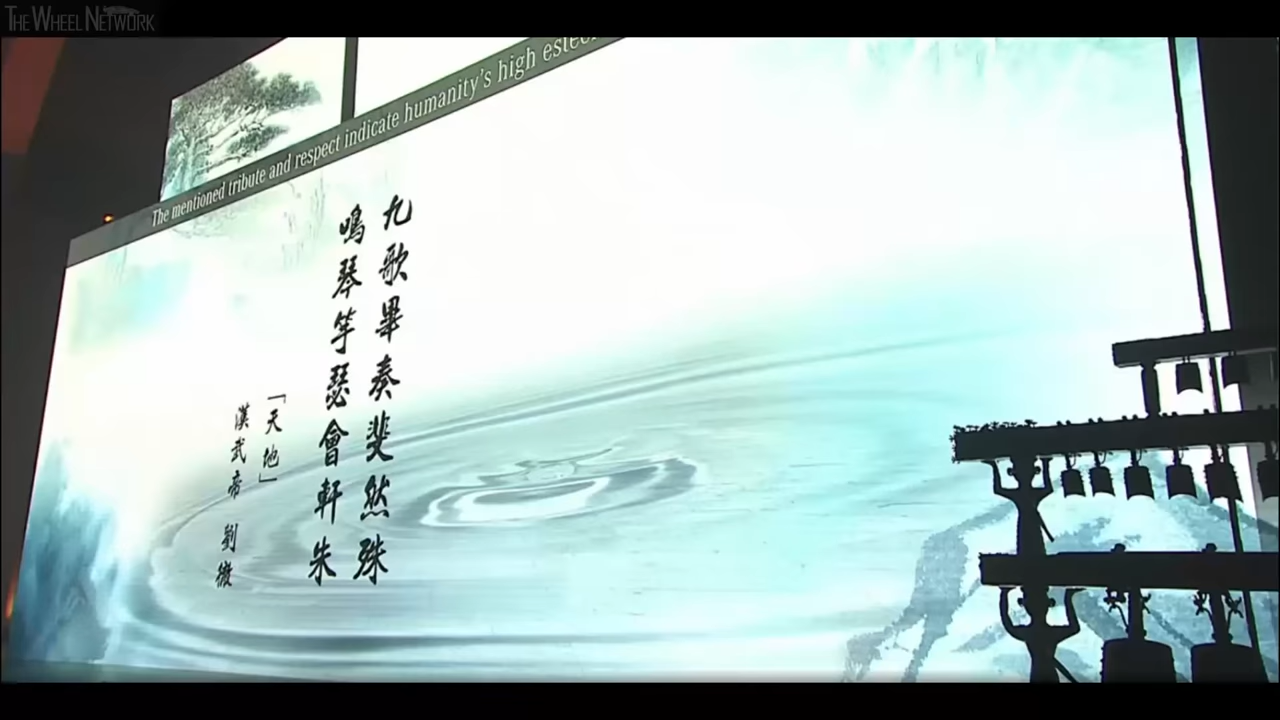 THE WHEEL NETWORK
The mentioned tribute and respect indicate humanity's high
九歌畢奏斐然殊
鳴琴竽瑟會軒朱
「天地」
漢武帝 劉徹